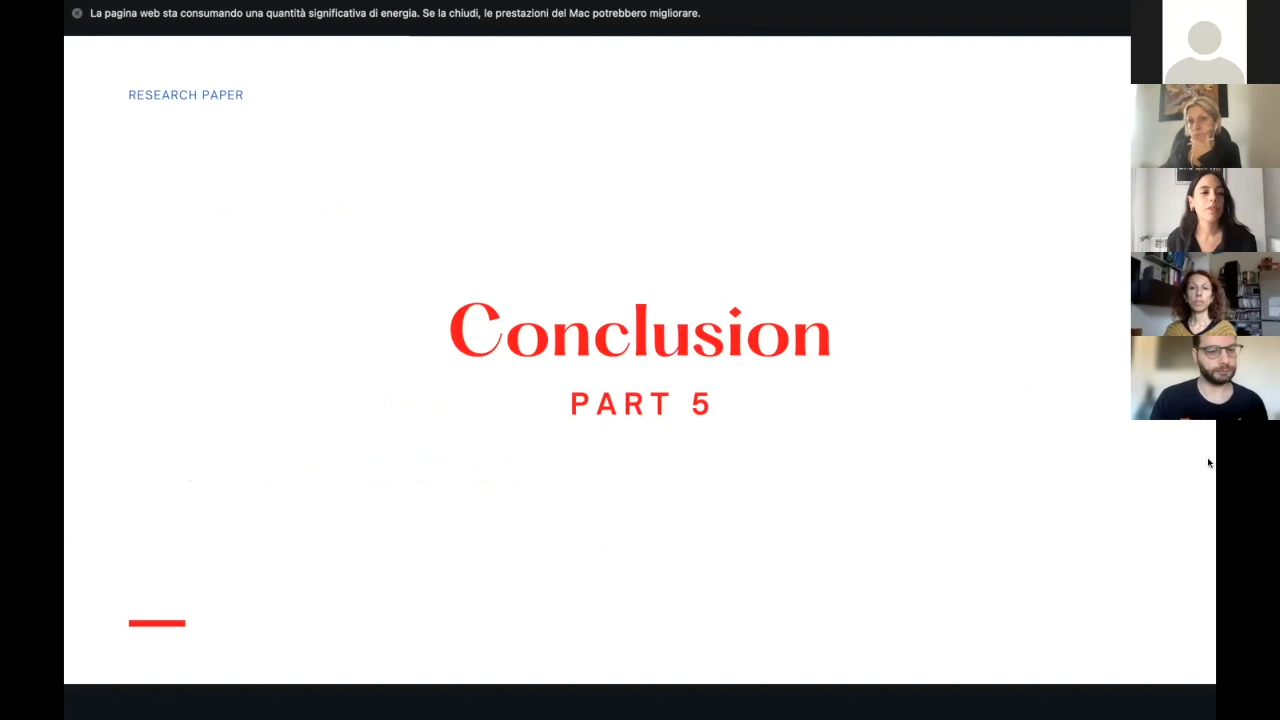 La pagina web sta consumando una quantità significativa di energia. Se la chiudi, le prestazioni del Mac potrebbero migliorare.
RESEARCH PAPER
Conclusion
PART 5